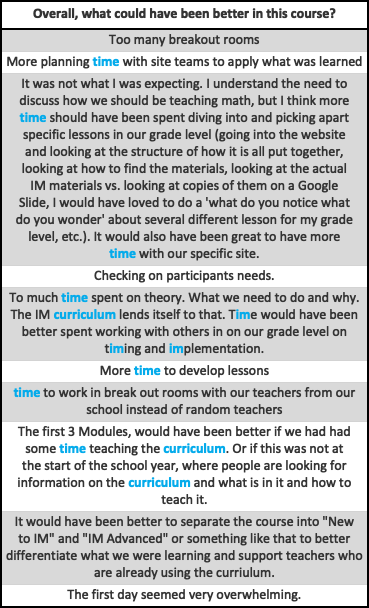 Overall, what could have been better in this course?
Too many breakout rooms
More planning time with site teams to apply what was learned
It was not what I was expecting. I understand the need to
discuss how we should be teaching math, but I think more
time should have been spent diving into and picking apart
specific lessons in our grade level (going into the website
and looking at the structure of how it is all put together,
looking at how to find the materials, looking at the actual
IM materials vs. looking at copies of them on a Google
Slide, I would have loved to do a 'what do you notice what
do you wonder' about several different lesson for my grade
level, etc.). It would also have been great to have more
time with our specific site.
Checking on participants needs.
To much time spent on theory. What we need to do and why.
The IM curriculum lends itself to that. Time would have been
better spent working with others in on our grade level on
timing and implementation.
More time to develop lessons
time to work in break out rooms with our teachers from our
school instead of random teachers
The first 3 Modules, would have been better if we had had
some time teaching the curriculum. Or if this was not at
the start of the school year, where people are looking for
information on the curriculum and what is in it and how to
teach it.
It would have been better to separate the course into "New
to IM" and "IM Advanced" or something like that to better
differentiate what we were learning and support teachers who
are already using the curriulum.
The first day seemed very overwhelming.